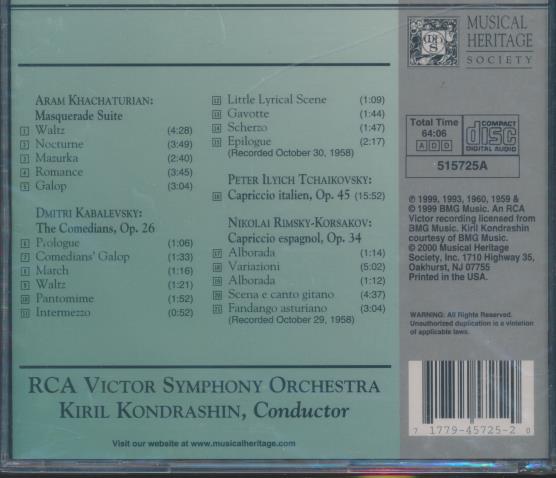 MUSICAL
HERITAGE
SOCIETY
ARAM KHACHATURIAN:
Masquerade Suite
1 Waltz (4:28)
2 Nocturne (3:49)
3 Mazurka (2:40)
4 Romance (3:45)
5 Galop (3:04)
DMITRI KABALEVSKY:
The Comedians, Op. 26
6 Prologue (1:06)
7 Comedians' Galop (1:33)
8 March (1:16)
9 Waltz (1:21)
10 Pantomime (1:52)
11 Intermezzo (0:52)
12 Little Lyrical Scene (1:09)
13 Gavotte (1:44)
14 Scherzo (1:47)
15 Epilogue (2:17)
(Recorded October 30, 1958)
PETER ILYICH TCHAIKOVSKY:
16 Capriccio italien, Op. 45 (15:52)
NIKOLAI RIMSKY-KORSAKOV:
Capriccio espagnol, Op. 34
17 Alborada (1:14)
18 Variazioni (5:02)
19 Alborada (1:12)
20 Scena e canto gitano (4:37)
21 Fandango asturiano (3:04)
(Recorded October 29, 1958)
RCA VICTOR SYMPHONY ORCHESTRA
KIRIL KONDRASHIN, Conductor
Visit our website at www.musicalheritage.com
Total Time
64:06
A D D
COMPACT
disc
DIGITAL AUDIO
515725A
℗ 1999, 1993, 1960, 1959 &
© 1999 BMG Music. An RCA
Victor recording licensed from
BMG Music. Kiril Kondrashin
courtesy of BMG Music.
© 2000 Musical Heritage
Society, Inc. 1710 Highway 35,
Oakhurst, NJ 07755
Printed in the USA.
WARNING: All Rights Reserved.
Unauthorized duplication is a violation
of applicable laws.
7 1779-45725-2 0